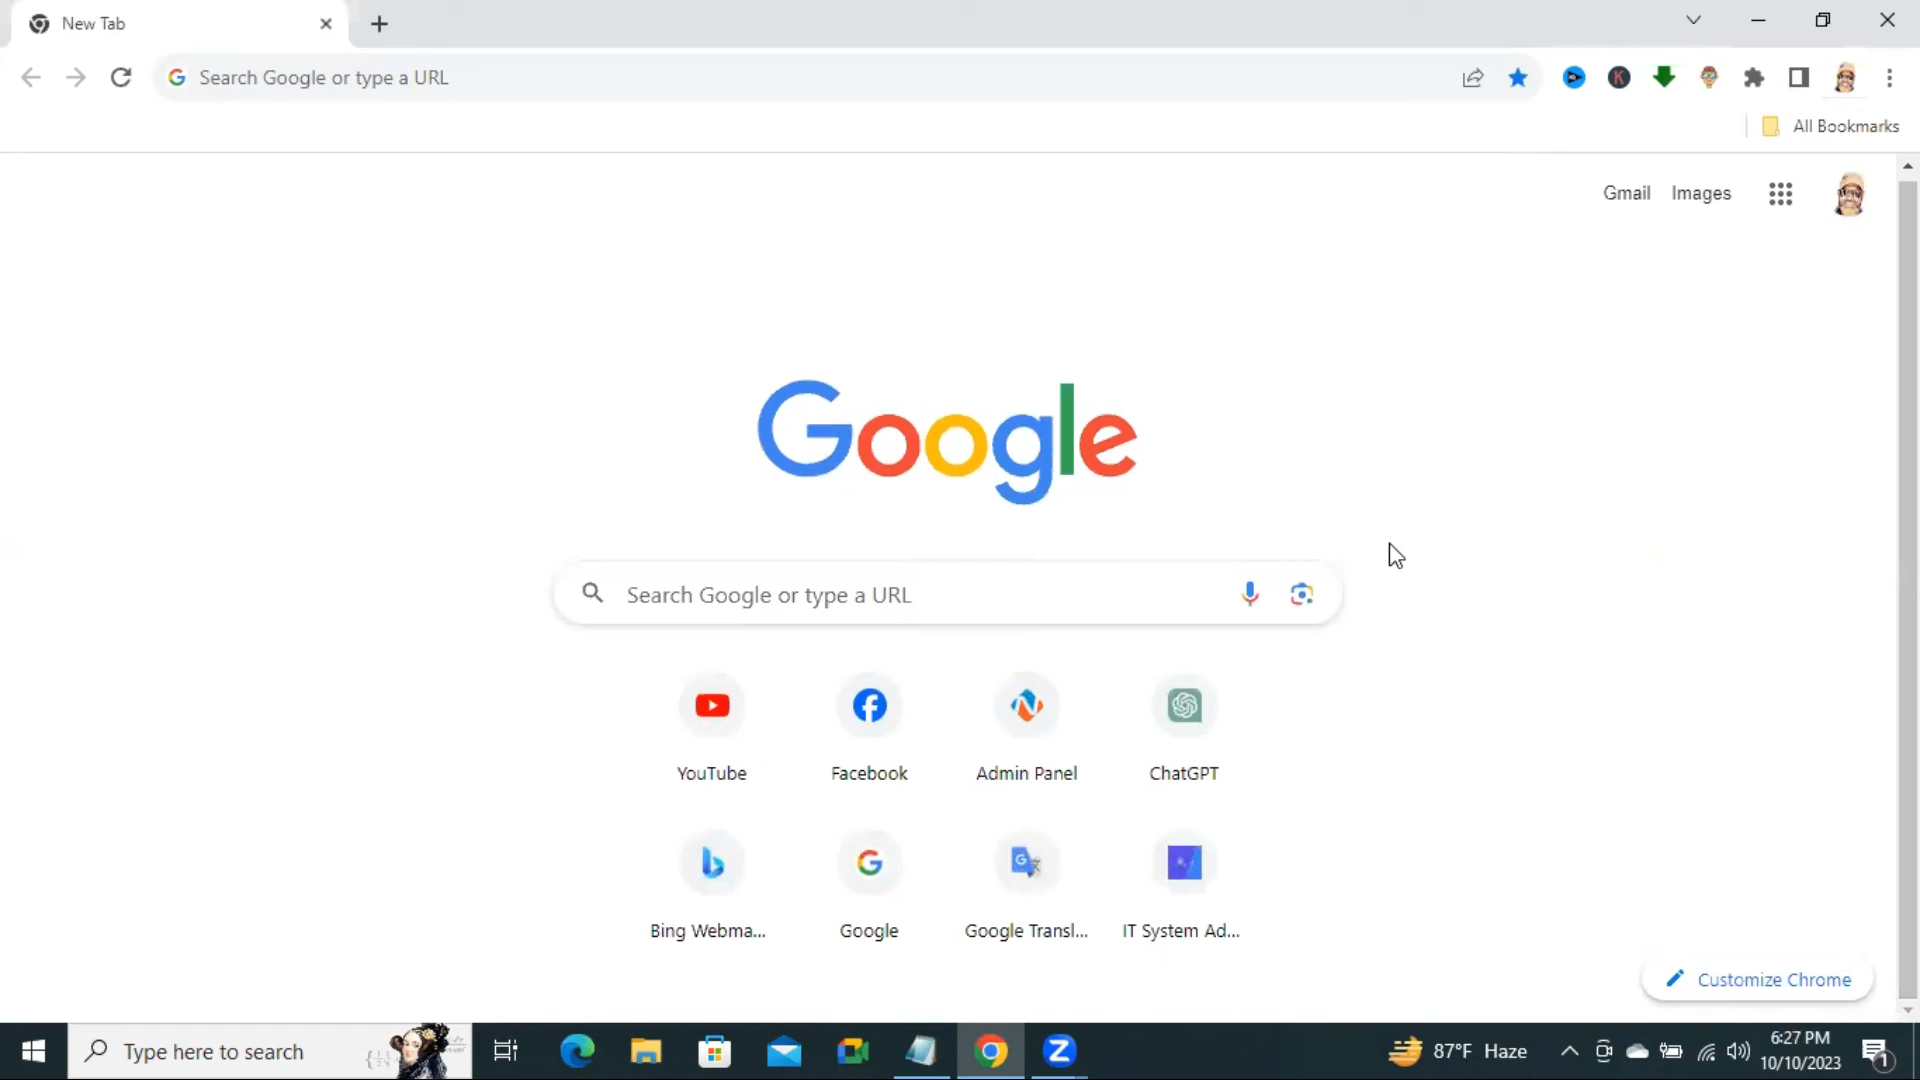 New Tab
Search Google or type a URL
All Bookmarks
Gmail Images
Google
Search Google or type a URL
YouTube Facebook Admin Panel ChatGPT
Bing Webma... Google Google Transl... IT System Ad...
Customize Chrome
Type here to search
87°F Haze
6:27 PM
10/10/2023
1